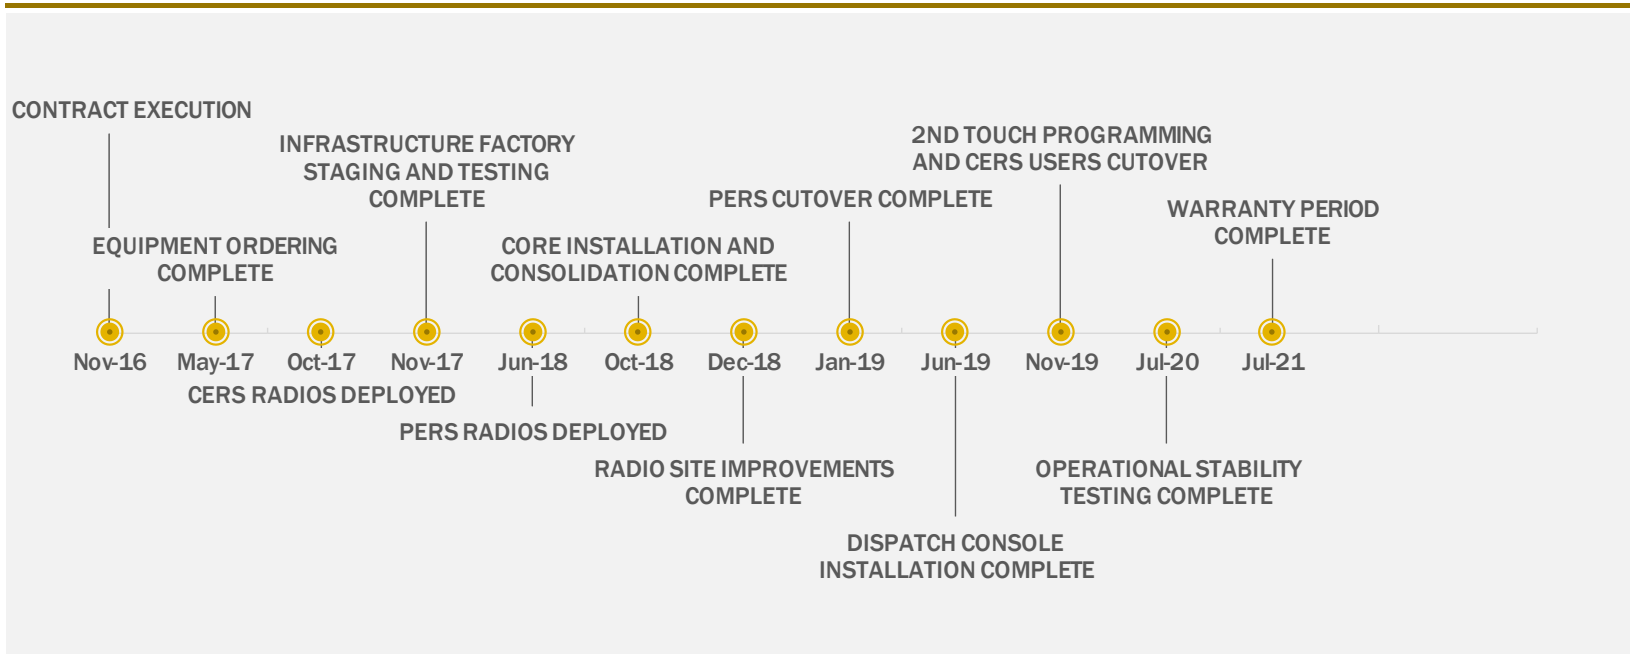 CONTRACT EXECUTION
INFRASTRUCTURE FACTORY
STAGING AND TESTING
COMPLETE
2ND TOUCH PROGRAMMING
AND CERS USERS CUTOVER
PERS CUTOVER COMPLETE
WARRANTY PERIOD
COMPLETE
EQUIPMENT ORDERING
COMPLETE
CORE INSTALLATION AND
CONSOLIDATION COMPLETE
Nov-16 May-17 Oct-17 Nov-17 Jun-18 Oct-18 Dec-18 Jan-19 Jun-19 Nov-19 Jul-20 Jul-21
CERS RADIOS DEPLOYED
PERS RADIOS DEPLOYED
RADIO SITE IMPROVEMENTS
COMPLETE
OPERATIONAL STABILITY
TESTING COMPLETE
DISPATCH CONSOLE
INSTALLATION COMPLETE